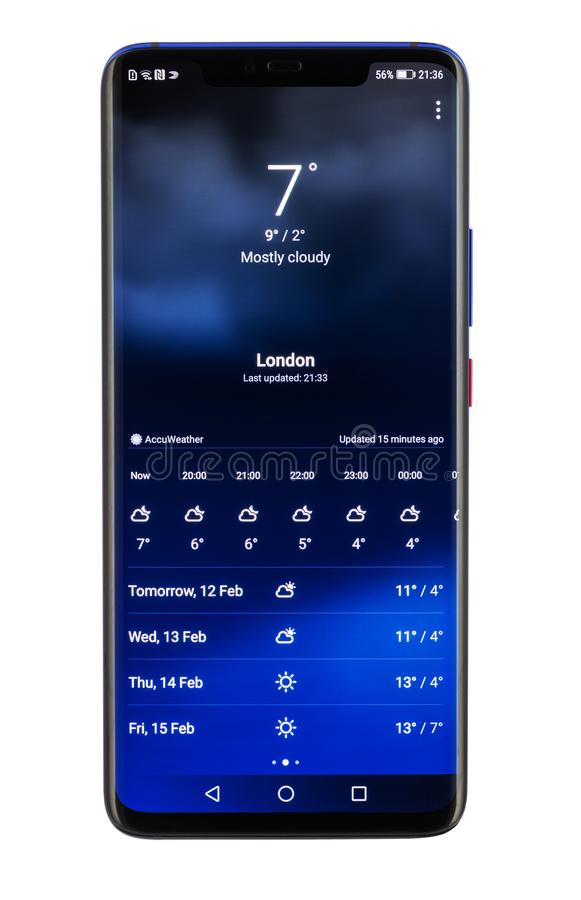 56% 21:36
7°
9° / 2°
Mostly cloudy
London
Last updated: 21:33
AccuWeather Updated 15 minutes ago
dreamstime
Now 20:00 21:00 22:00 23:00 00:00
7° 6° 6° 5° 4° 4°
Tomorrow, 12 Feb 11° / 4°
Wed, 13 Feb 11° / 4°
Thu, 14 Feb 13° / 4°
Fri, 15 Feb 13° / 7°